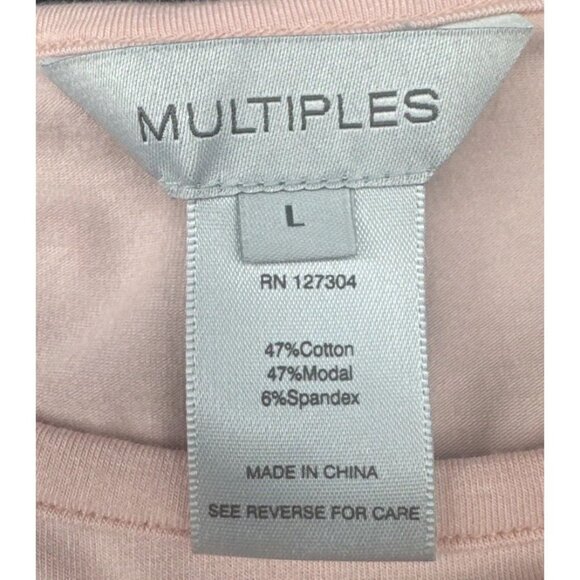 MULTIPLES
L
RN 127304
47%Cotton
47%Modal
6%Spandex
MADE IN CHINA
SEE REVERSE FOR CARE